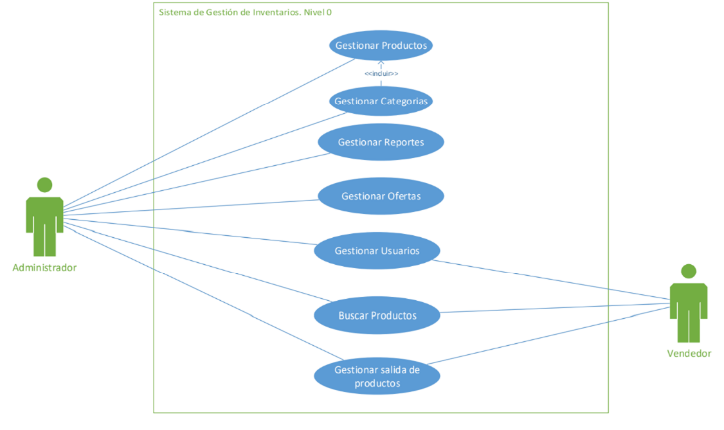 Sistema de Gestión de Inventarios. Nivel 0
Gestionar Productos
<<incluir>>
Gestionar Categorias
Gestionar Reportes
Gestionar Ofertas
Gestionar Usuarios
Administrador
Buscar Productos
Vendedor
Gestionar salida de
productos